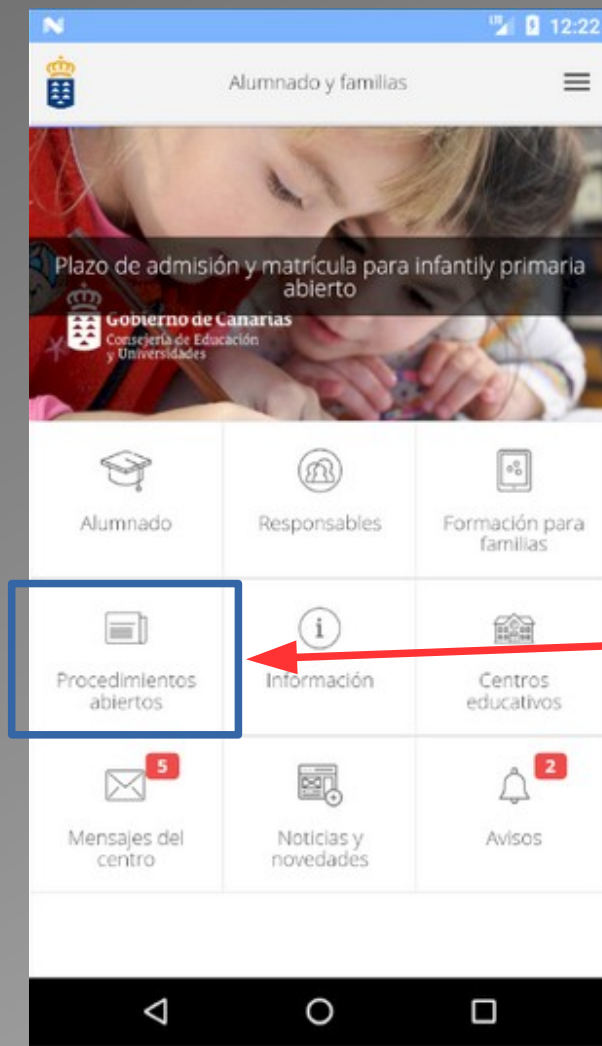 12:22
Alumnado y familias
Plazo de admisión y matrícula para infantily primaria
abierto
Gobierno de Canarias
Consejería de Educación
y Universidades
Alumnado
Responsables
Formación para
familias
Procedimientos
abiertos
Información
Centros
educativos
5
Mensajes del
centro
Noticias y
novedades
2
Avisos